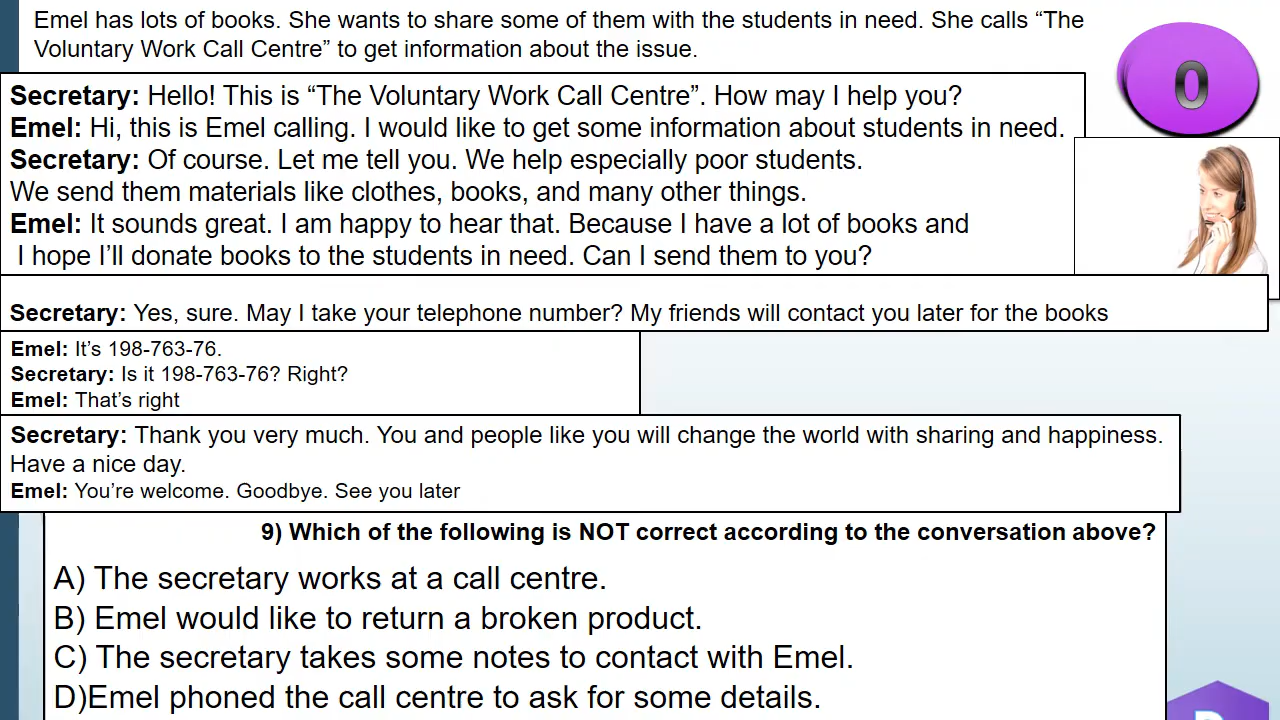 Emel has lots of books. She wants to share some of them with the students in need. She calls “The
Voluntary Work Call Centre” to get information about the issue.
0
Secretary: Hello! This is “The Voluntary Work Call Centre”. How may I help you?
Emel: Hi, this is Emel calling. I would like to get some information about students in need.
Secretary: Of course. Let me tell you. We help especially poor students.
We send them materials like clothes, books, and many other things.
Emel: It sounds great. I am happy to hear that. Because I have a lot of books and
I hope I’ll donate books to the students in need. Can I send them to you?
Secretary: Yes, sure. May I take your telephone number? My friends will contact you later for the books
Emel: It’s 198-763-76.
Secretary: Is it 198-763-76? Right?
Emel: That’s right
Secretary: Thank you very much. You and people like you will change the world with sharing and happiness.
Have a nice day.
Emel: You’re welcome. Goodbye. See you later
9) Which of the following is NOT correct according to the conversation above?
A) The secretary works at a call centre.
B) Emel would like to return a broken product.
C) The secretary takes some notes to contact with Emel.
D)Emel phoned the call centre to ask for some details.